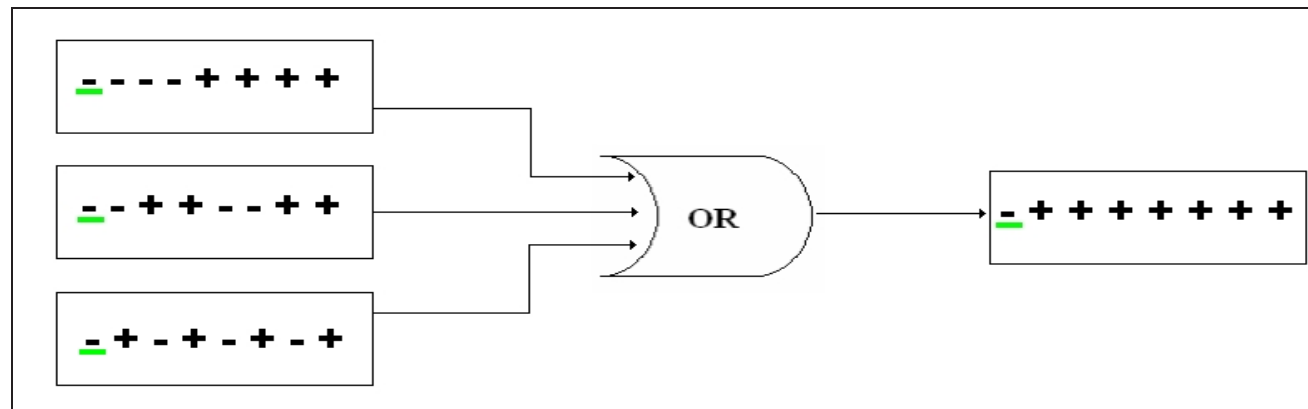 - - - - + + + +
- - + + - - + +
- + - + - + - +
OR
- + + + + + + +